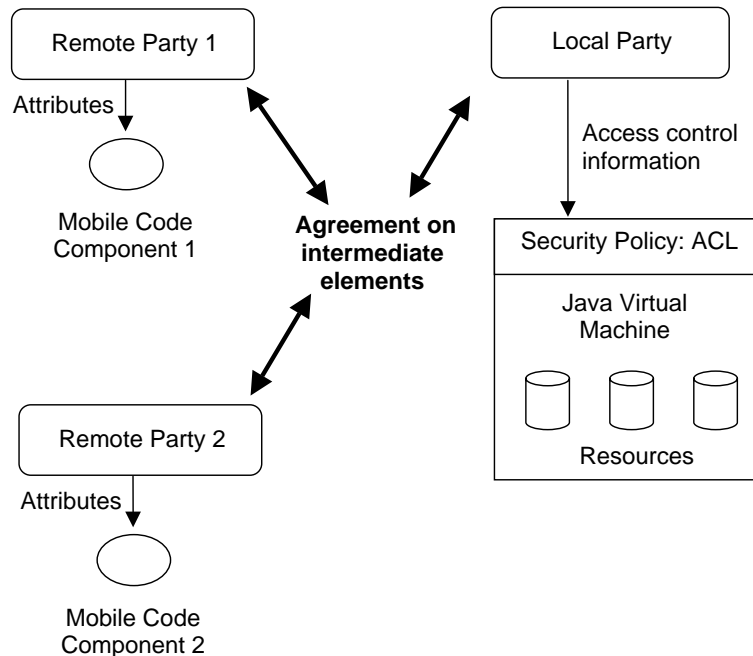 Remote Party 1
Local Party
Attributes
Access control
information
Mobile Code
Component 1
Agreement on
intermediate
elements
Security Policy: ACL
Java Virtual
Machine
Remote Party 2
Resources
Attributes
Mobile Code
Component 2